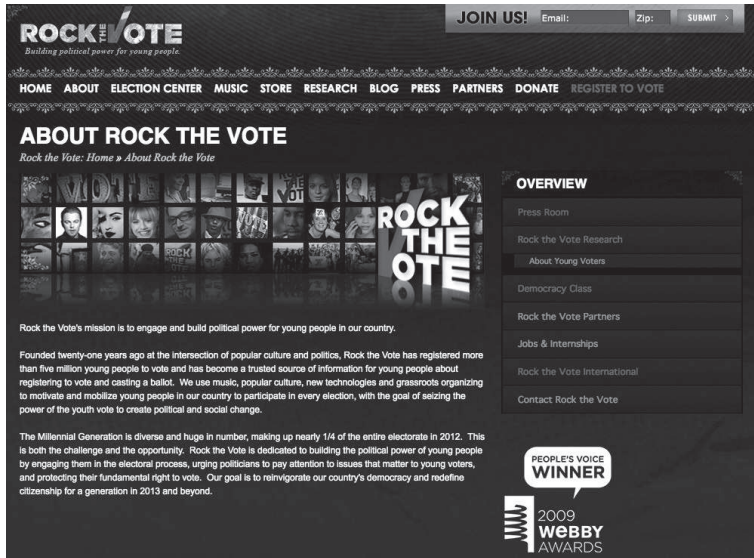 ROCK THE VOTE
Building political power for young people.
JOIN US! Email: Zip: SUBMIT >
HOME ABOUT ELECTION CENTER MUSIC STORE RESEARCH BLOG PRESS PARTNERS DONATE REGISTER TO VOTE
ABOUT ROCK THE VOTE
Rock the Vote: Home » About Rock the Vote
ROCK
THE
VOTE
Rock the Vote's mission is to engage and build political power for young people in our country.
Founded twenty-one years ago at the intersection of popular culture and politics, Rock the Vote has registered more
than five million young people to vote and has become a trusted source of information for young people about
registering to vote and casting a ballot. We use music, popular culture, new technologies and grassroots organizing
to motivate and mobilize young people in our country to participate in every election, with the goal of seizing the
power of the youth vote to create political and social change.
The Millennial Generation is diverse and huge in number, making up nearly 1/4 of the entire electorate in 2012. This
is both the challenge and the opportunity. Rock the Vote is dedicated to building the political power of young people
by engaging them in the electoral process, urging politicians to pay attention to issues that matter to young voters,
and protecting their fundamental right to vote. Our goal is to reinvigorate our country's democracy and redefine
citizenship for a generation in 2013 and beyond.
OVERVIEW
Press Room
Rock the Vote Research
About Young Voters
Democracy Class
Rock the Vote Partners
Jobs & Internships
Rock the Vote International
Contact Rock the Vote
PEOPLE'S VOICE
WINNER
2009
WEBBY
AWARDS